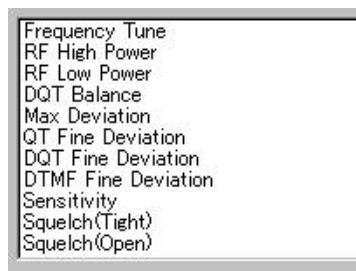 Frequency Tune
RF High Power
RF Low Power
DQT Balance
Max Deviation
QT Fine Deviation
DQT Fine Deviation
DTMF Fine Deviation
Sensitivity
Squelch(Tight)
Squelch(Open)